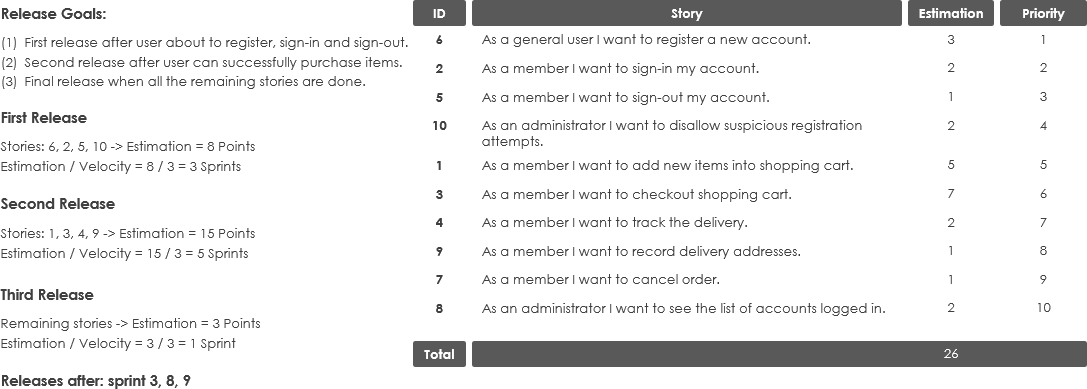 Release Goals:
(1) First release after user about to register, sign-in and sign-out.
(2) Second release after user can successfully purchase items.
(3) Final release when all the remaining stories are done.
First Release
Stories: 6, 2, 5, 10 -> Estimation = 8 Points
Estimation / Velocity = 8 / 3 = 3 Sprints
Second Release
Stories: 1, 3, 4, 9 -> Estimation = 15 Points
Estimation / Velocity = 15 / 3 = 5 Sprints
Third Release
Remaining stories -> Estimation = 3 Points
Estimation / Velocity = 3 / 3 = 1 Sprint
Releases after: sprint 3, 8, 9
ID Story Estimation Priority
6 As a general user I want to register a new account. 3 1
2 As a member I want to sign-in my account. 2 2
5 As a member I want to sign-out my account. 1 3
10 As an administrator I want to disallow suspicious registration 2 4
attempts.
1 As a member I want to add new items into shopping cart. 5 5
3 As a member I want to checkout shopping cart. 7 6
4 As a member I want to track the delivery. 2 7
9 As a member I want to record delivery addresses. 1 8
7 As a member I want to cancel order. 1 9
8 As an administrator I want to see the list of accounts logged in. 2 10
Total 26